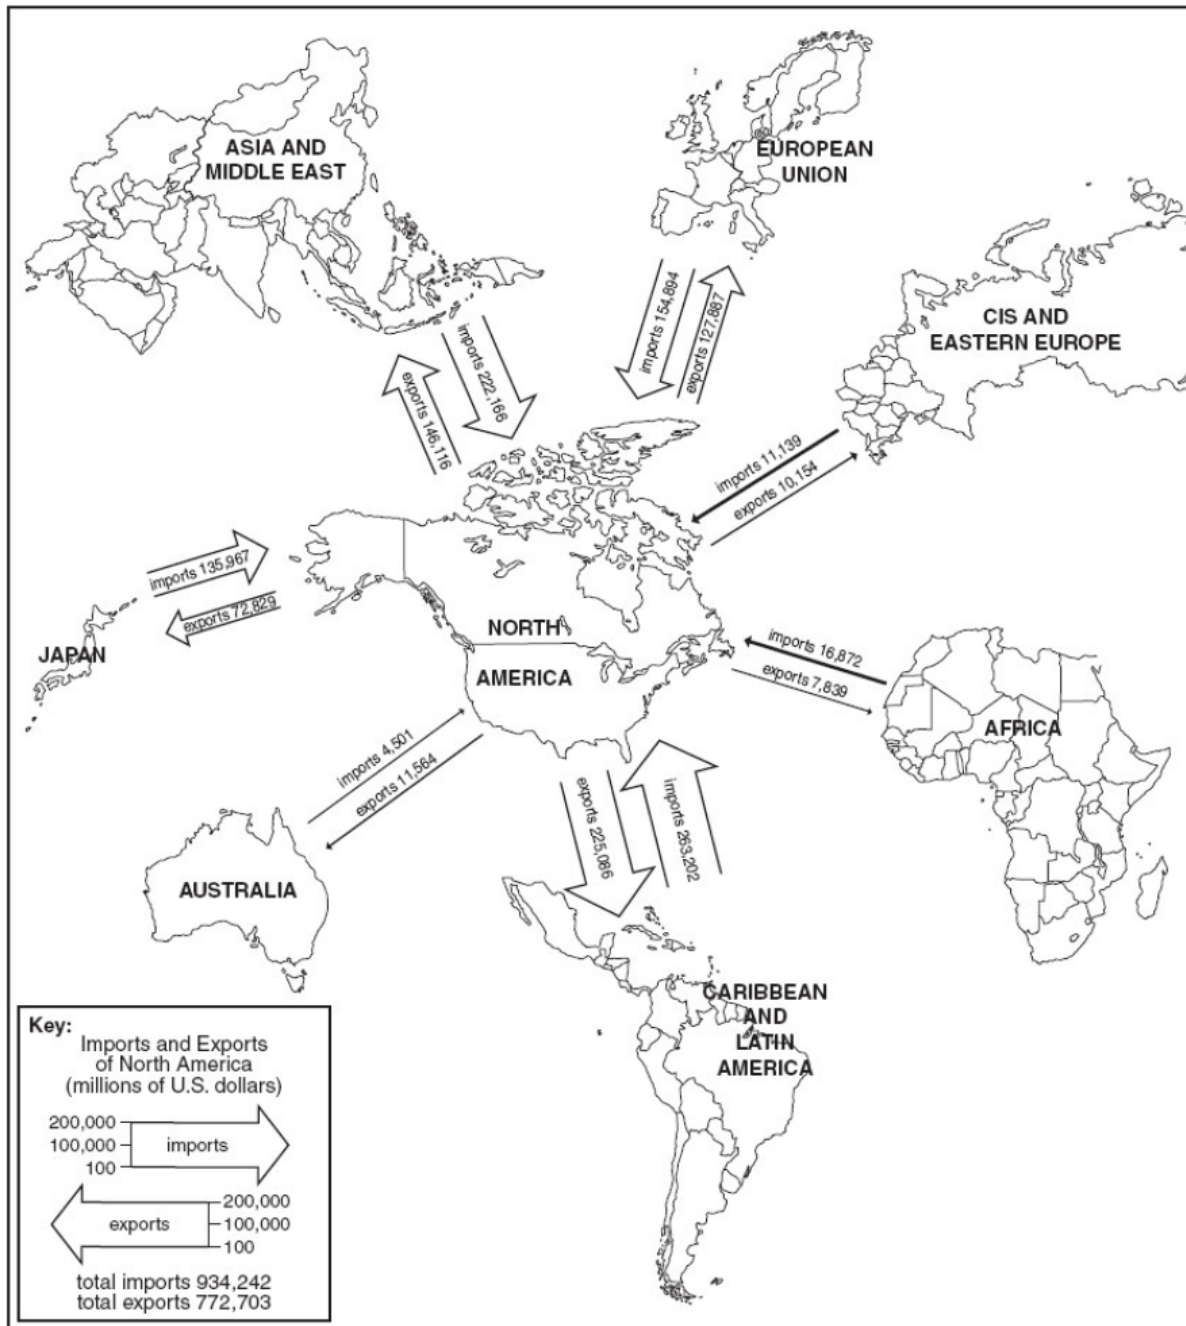 ASIA AND
MIDDLE EAST
EUROPEAN
UNION
CIS AND
EASTERN EUROPE
imports 154,894
exports 127,887
imports 222,166
exports 146,116
imports 11,139
exports 10,154
imports 135,967
exports 72,829
JAPAN
NORTH
AMERICA
imports 16,872
exports 7,839
AFRICA
imports 4,501
exports 11,564
exports 225,086
imports 263,202
AUSTRALIA
CARIBBEAN
AND
LATIN
AMERICA
Key:
Imports and Exports
of North America
(millions of U.S. dollars)
200,000
100,000
100
imports
200,000
100,000
100
exports
total imports 934,242
total exports 772,703